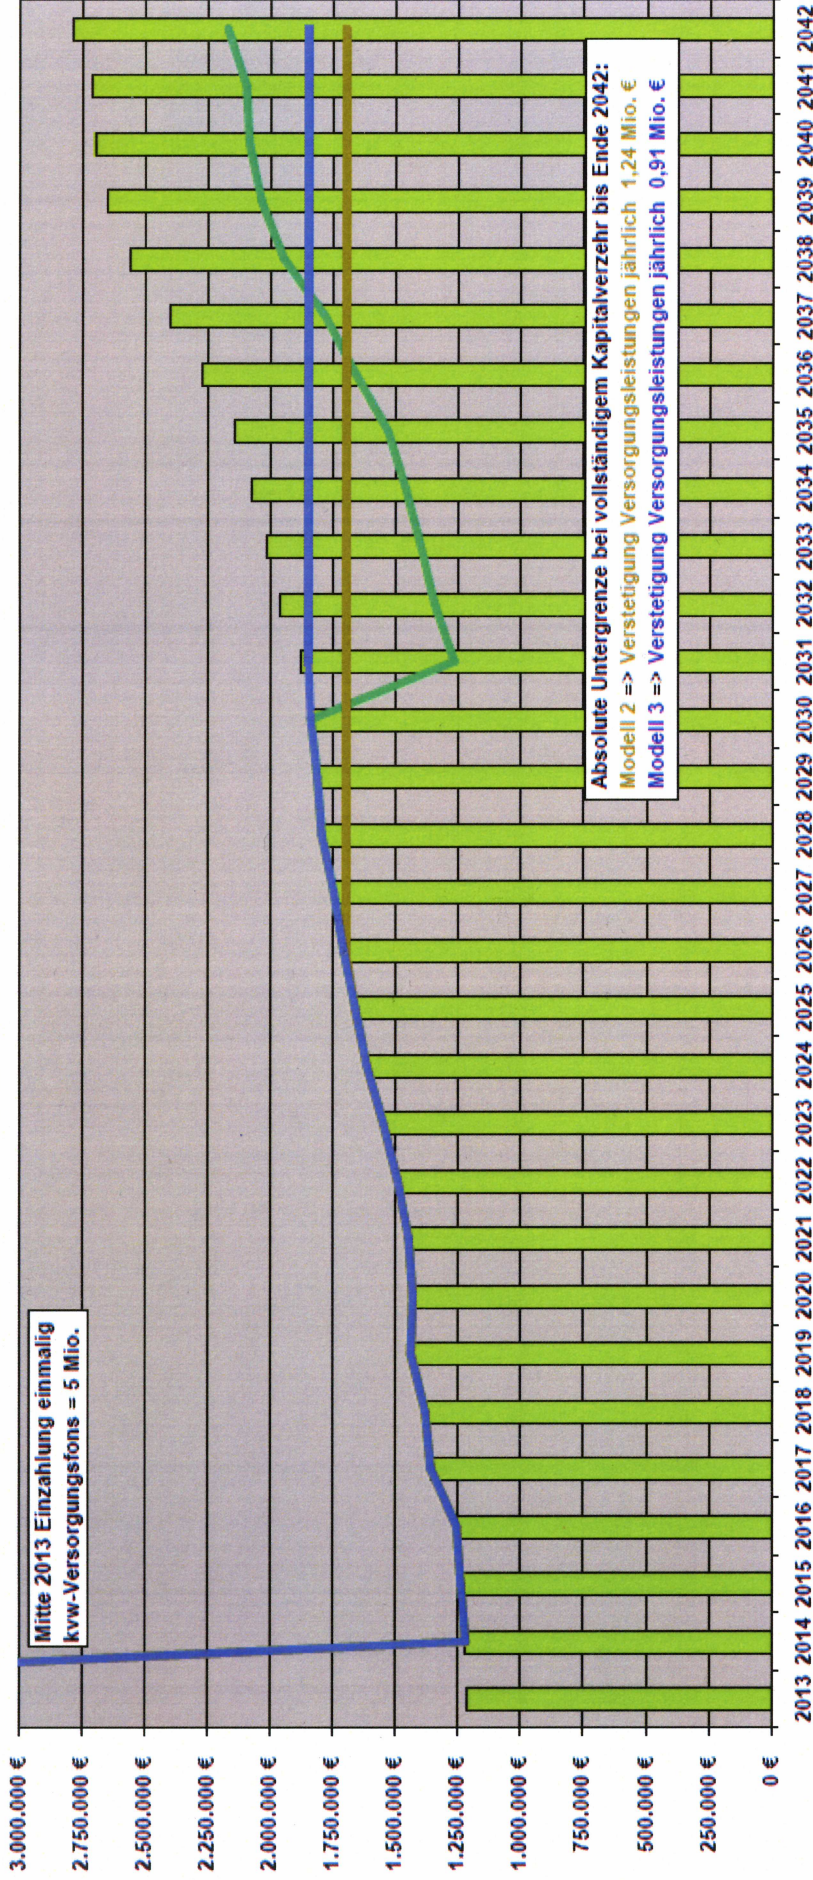 Mitte 2013 Einzahlung einmalig
kvw-Versorgungsfons = 5 Mio.
3.000.000 €
2.750.000 €
2.500.000 €
2.250.000 €
2.000.000 €
1.750.000 €
1.500.000 €
1.250.000 €
1.000.000 €
750.000 €
500.000 €
250.000 €
0 €
Absolute Untergrenze bei vollständigem Kapitalverzehr bis Ende 2042:
Modell 2 => Verstetigung Versorgungsleistungen jährlich 1,24 Mio. €
Modell 3 => Verstetigung Versorgungsleistungen jährlich 0,91 Mio. €
2013 2014 2015 2016 2017 2018 2019 2020 2021 2022 2023 2024 2025 2026 2027 2028 2029 2030 2031 2032 2033 2034 2035 2036 2037 2038 2039 2040 2041 2042